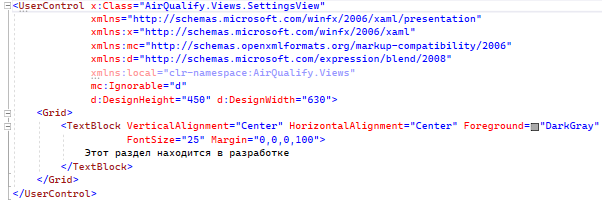 <UserControl x:Class="AirQualify.Views.SettingsView"
xmlns="http://schemas.microsoft.com/winfx/2006/xaml/presentation"
xmlns:x="http://schemas.microsoft.com/winfx/2006/xaml"
xmlns:mc="http://schemas.openxmlformats.org/markup-compatibility/2006"
xmlns:d="http://schemas.microsoft.com/expression/blend/2008"
xmlns:local="clr-namespace:AirQualify.Views"
mc:Ignorable="d"
d:DesignHeight="450" d:DesignWidth="630">
<Grid>
<TextBlock VerticalAlignment="Center" HorizontalAlignment="Center" Foreground="DarkGray"
FontSize="25" Margin="0,0,0,100">
Этот раздел находится в разработке
</TextBlock>
</Grid>
</UserControl>